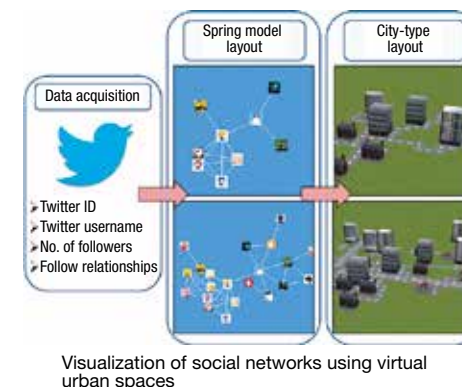 Data acquisition
Twitter ID
Twitter username
No. of followers
Follow relationships
Spring model
layout
City-type
layout
Visualization of social networks using virtual
urban spaces